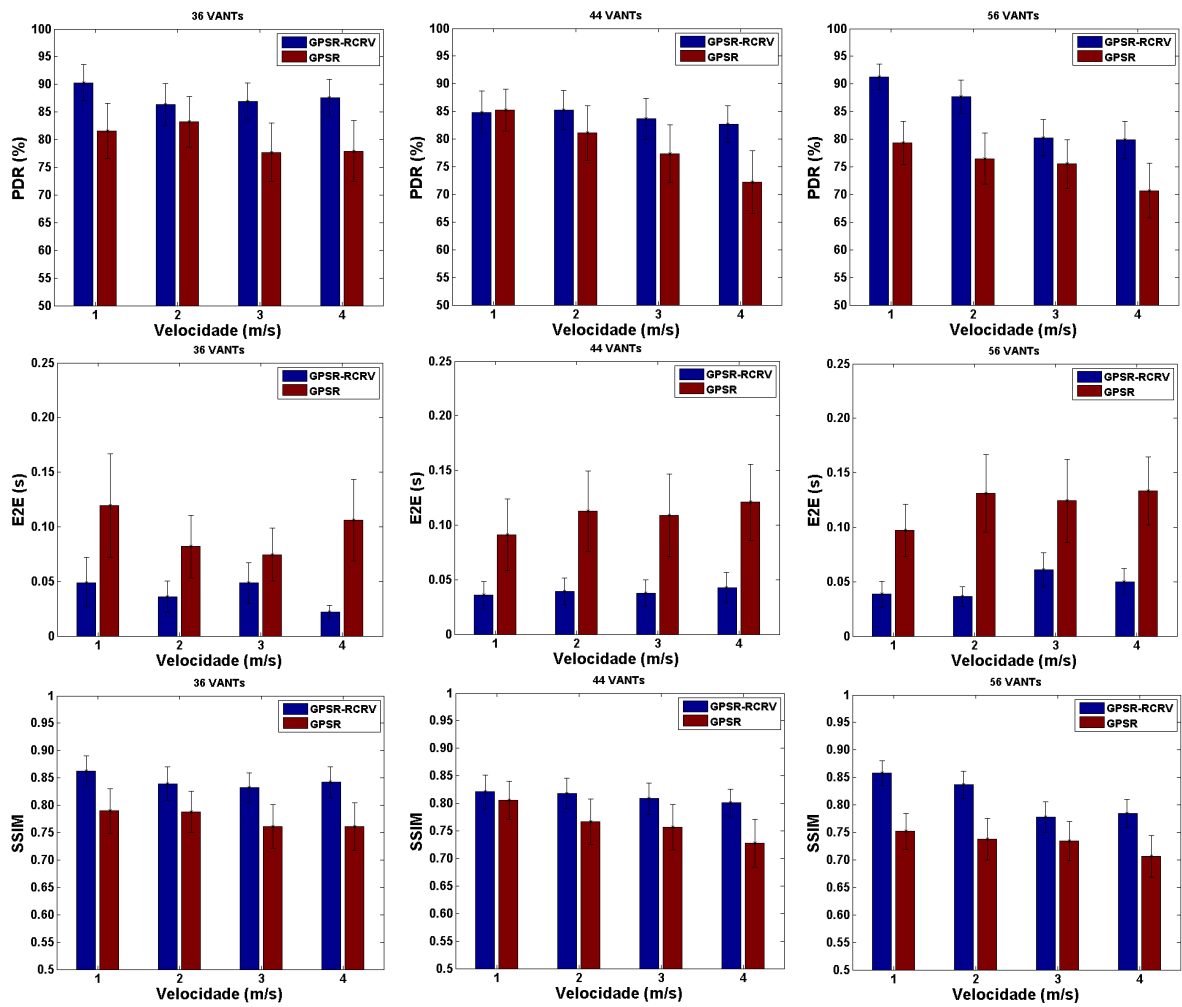 36 VANTs
GPSR-RCRV
GPSR
PDR (%)
100
95
90
85
80
75
70
65
60
55
50
1 2 3 4
Velocidade (m/s)
44 VANTs
GPSR-RCRV
GPSR
PDR (%)
100
95
90
85
80
75
70
65
60
55
50
1 2 3 4
Velocidade (m/s)
56 VANTs
GPSR-RCRV
GPSR
PDR (%)
100
95
90
85
80
75
70
65
60
55
50
1 2 3 4
Velocidade (m/s)
36 VANTs
GPSR-RCRV
GPSR
E2E (s)
0.25
0.20
0.15
0.10
0.05
0
1 2 3 4
Velocidade (m/s)
44 VANTs
GPSR-RCRV
GPSR
E2E (s)
0.25
0.20
0.15
0.10
0.05
0
1 2 3 4
Velocidade (m/s)
56 VANTs
GPSR-RCRV
GPSR
E2E (s)
0.25
0.20
0.15
0.10
0.05
0
1 2 3 4
Velocidade (m/s)
36 VANTs
GPSR-RCRV
GPSR
SSIM
1
0.95
0.90
0.85
0.80
0.75
0.70
0.65
0.60
0.55
0.5
1 2 3 4
Velocidade (m/s)
44 VANTs
GPSR-RCRV
GPSR
SSIM
1
0.95
0.90
0.85
0.80
0.75
0.70
0.65
0.60
0.55
0.5
1 2 3 4
Velocidade (m/s)
56 VANTs
GPSR-RCRV
GPSR
SSIM
1
0.95
0.90
0.85
0.80
0.75
0.70
0.65
0.60
0.55
0.5
1 2 3 4
Velocidade (m/s)